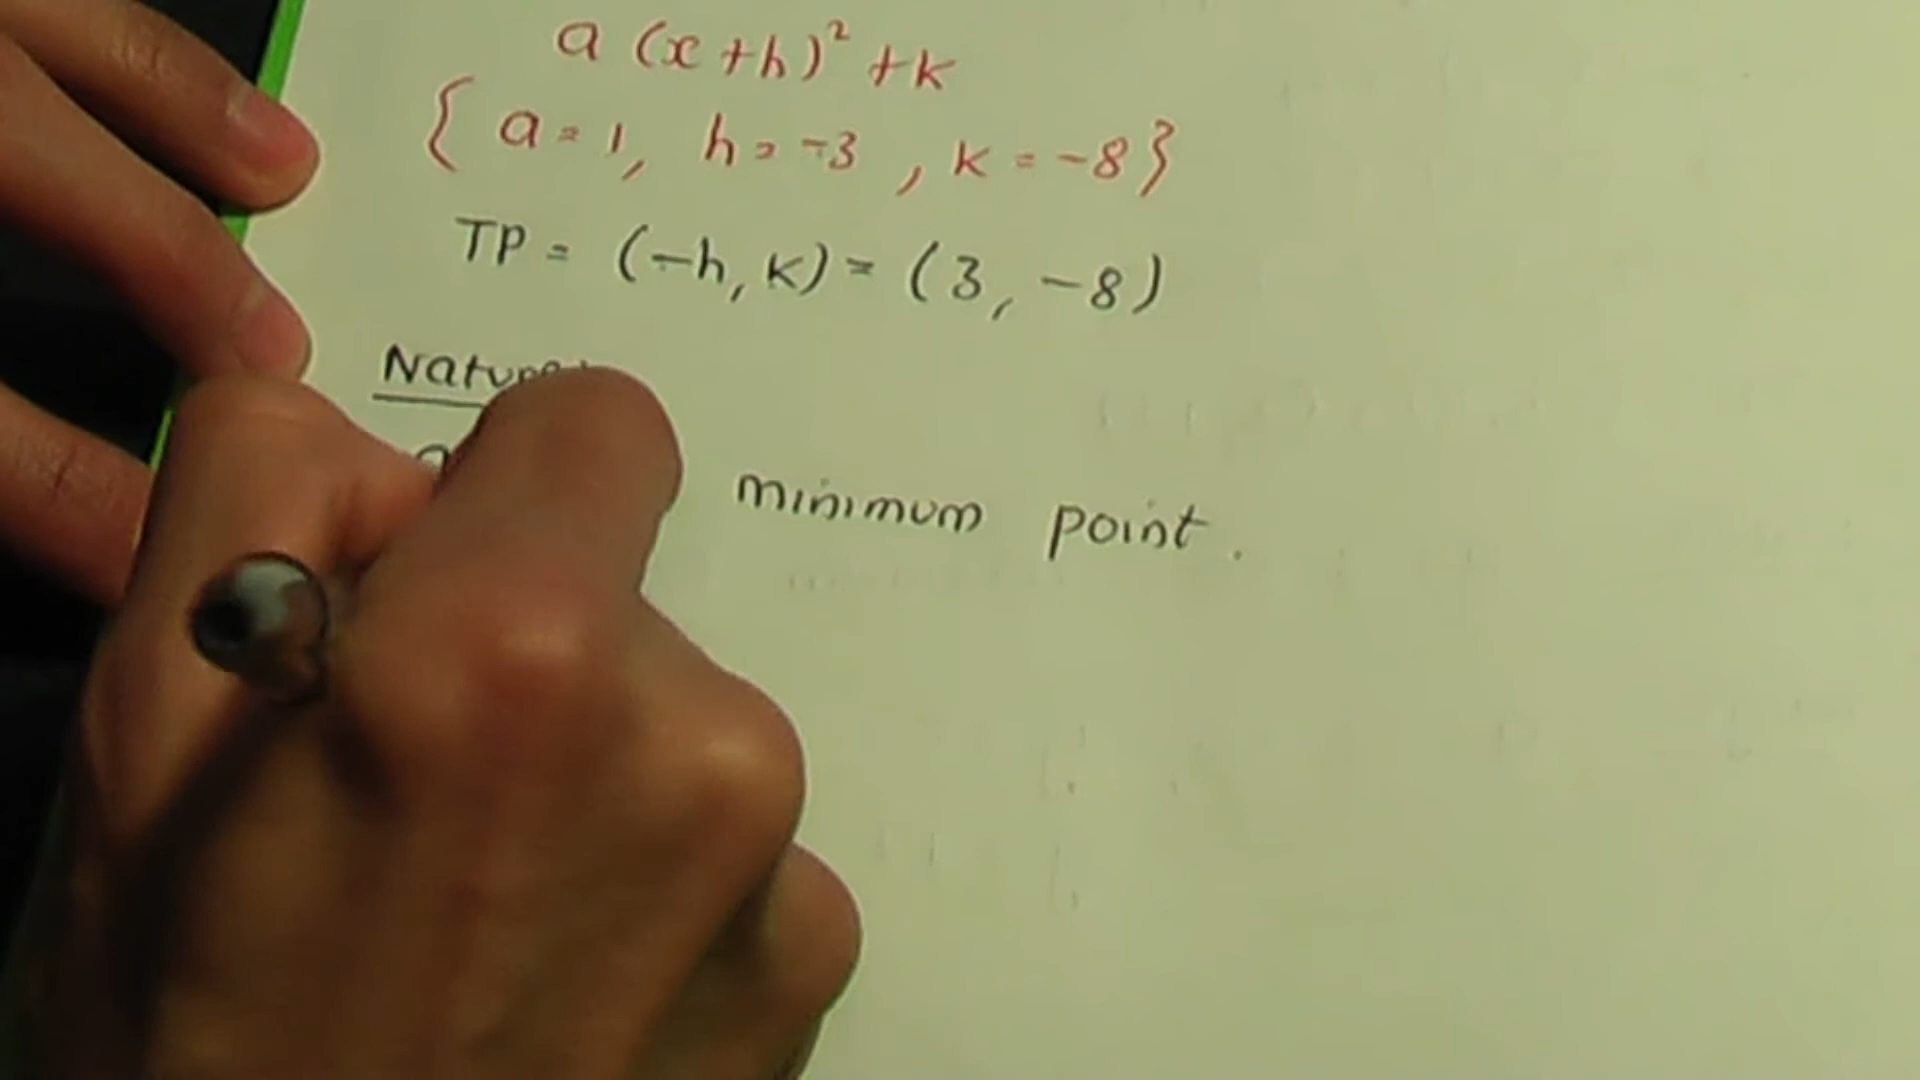 a (x+h)² +k
{ a = 1, h = -3, k = -8}
TP = (-h, k) = (3, -8)
minimum point.